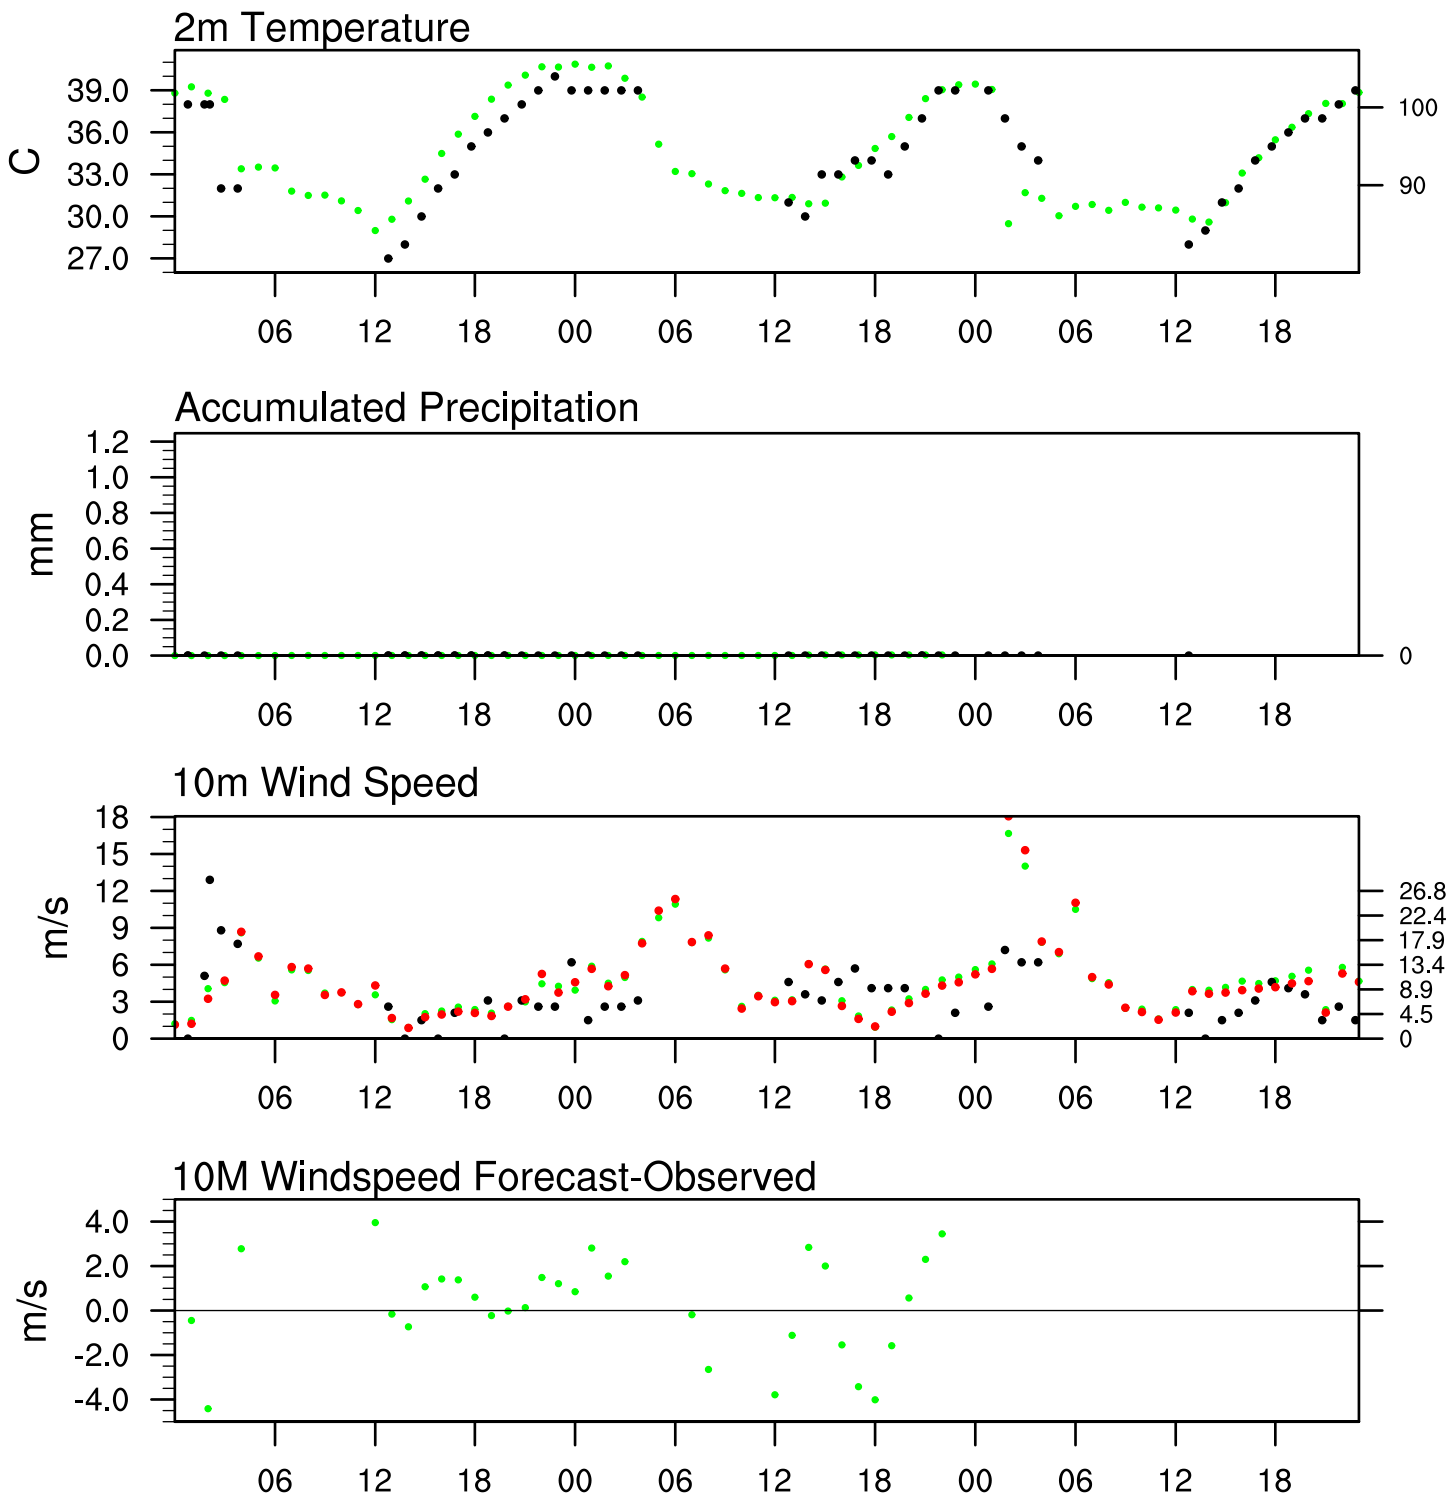 2m Temperature
39.0
36.0
33.0
30.0
27.0
C
100
90
06 12 18 00 06 12 18 00 06 12 18
Accumulated Precipitation
1.2
1.0
0.8
0.6
0.4
0.2
0.0
mm
0
06 12 18 00 06 12 18 00 06 12 18
10m Wind Speed
18
15
12
9
6
3
0
m/s
26.8
22.4
17.9
13.4
8.9
4.5
0
06 12 18 00 06 12 18 00 06 12 18
10M Windspeed Forecast-Observed
4.0
2.0
0.0
-2.0
-4.0
m/s
06 12 18 00 06 12 18 00 06 12 18